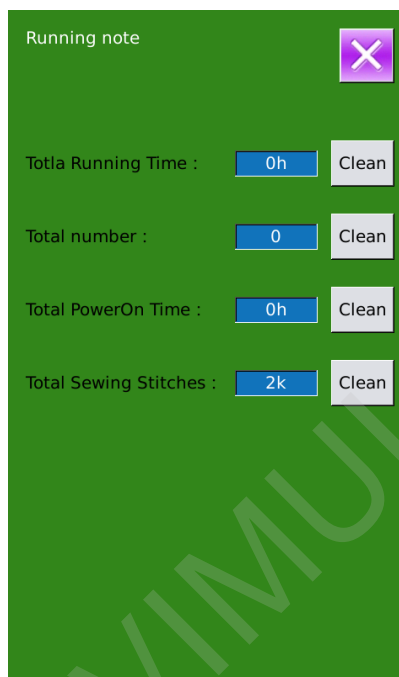 Running note
Totla Running Time : 0h Clean
Total number : 0 Clean
Total PowerOn Time : 0h Clean
Total Sewing Stitches : 2k Clean